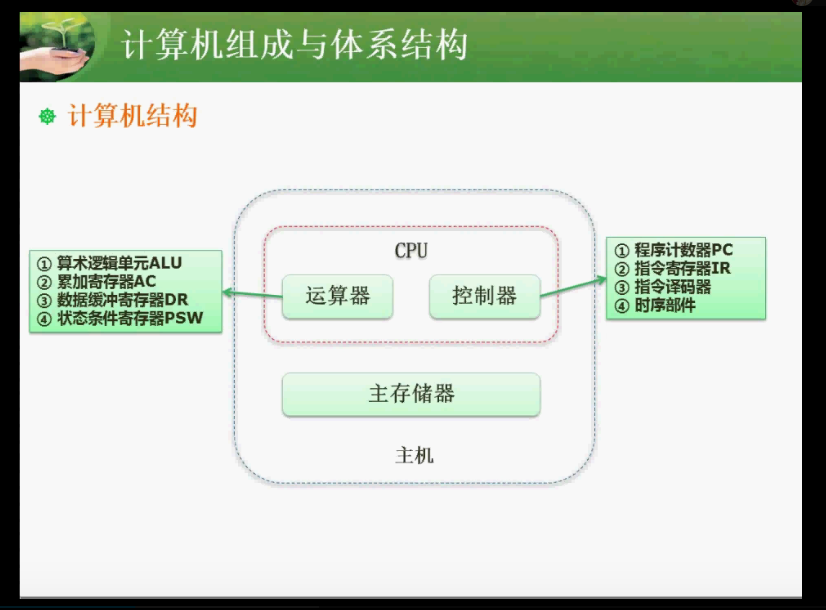 计算机组成与体系结构
计算机结构
CPU
运算器
控制器
① 算术逻辑单元ALU
② 累加寄存器AC
③ 数据缓冲寄存器DR
④ 状态条件寄存器PSW
① 程序计数器PC
② 指令寄存器IR
③ 指令译码器
④ 时序部件
主存储器
主机